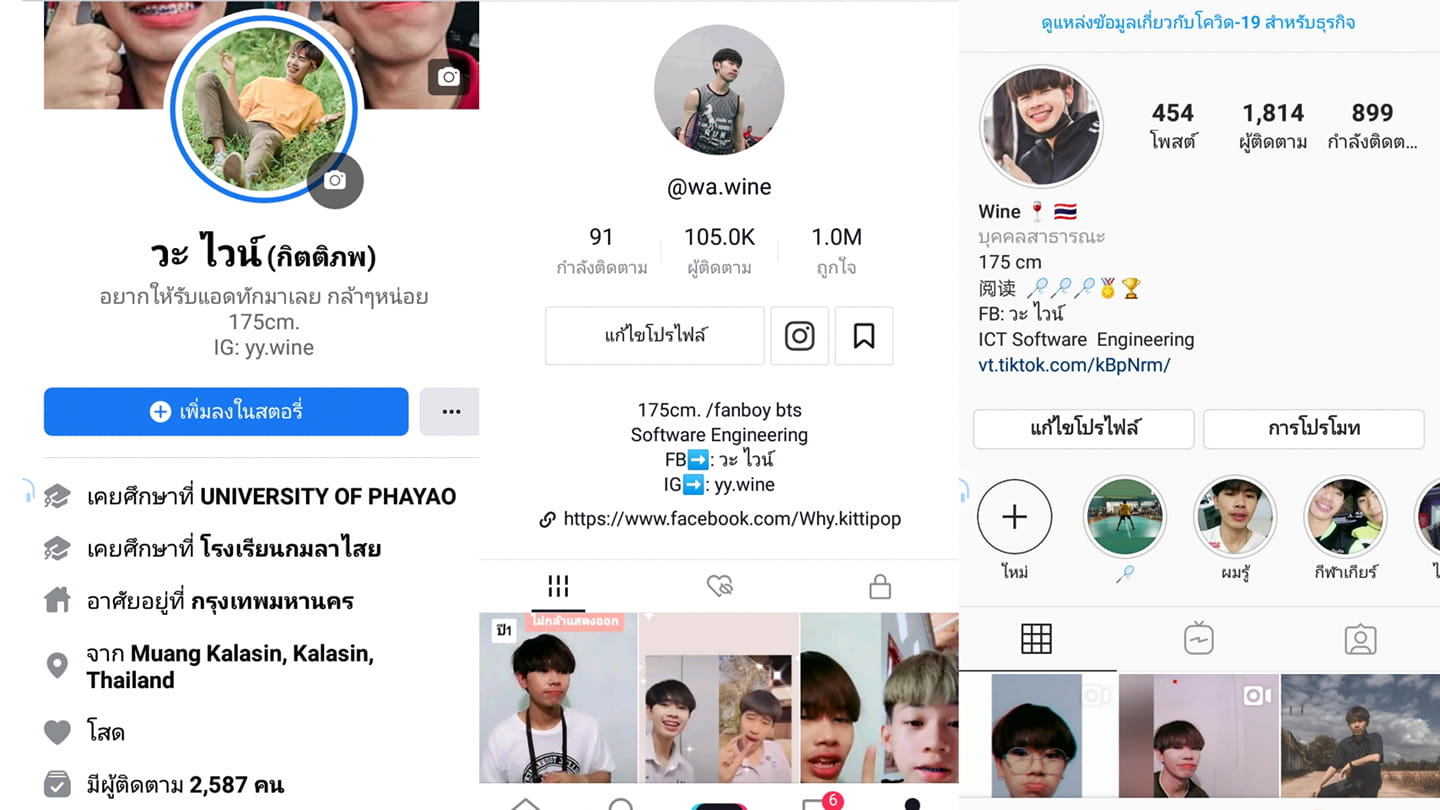 วะ ไวน์ (กิตติภพ)
อยากให้รับแอดทักมาเลย กล้าๆหน่อย
175cm.
IG: yy.wine
เพิ่มลงในสตอรี่
เคยศึกษาที่ UNIVERSITY OF PHAYAO
เคยศึกษาที่ โรงเรียนกมลาไสย
อาศัยอยู่ที่ กรุงเทพมหานคร
จาก Muang Kalasin, Kalasin,
Thailand
โสด
มีผู้ติดตาม 2,587 คน
@wa.wine
91 105.0K 1.0M
กำลังติดตาม ผู้ติดตาม ถูกใจ
แก้ไขโปรไฟล์
175cm. /fanboy bts
Software Engineering
FB➡️: วะ ไวน์
IG➡️: yy.wine
https://www.facebook.com/Why.kittipop
ปี1
ไม่กล้าแสดงออก
6
ดูแหล่งข้อมูลเกี่ยวกับโควิด-19 สำหรับธุรกิจ
454 1,814 899
โพสต์ ผู้ติดตาม กำลังติดต...
Wine 🍷 🇹🇭
บุคคลสาธารณะ
175 cm
阅读 🏸🏸🏸🏅🏆
FB: วะ ไวน์
ICT Software Engineering
vt.tiktok.com/kBpNrm/
แก้ไขโปรไฟล์ การโปรโมท
ใหม่ 🏸 ผมรู้ กีฬาเกียร์